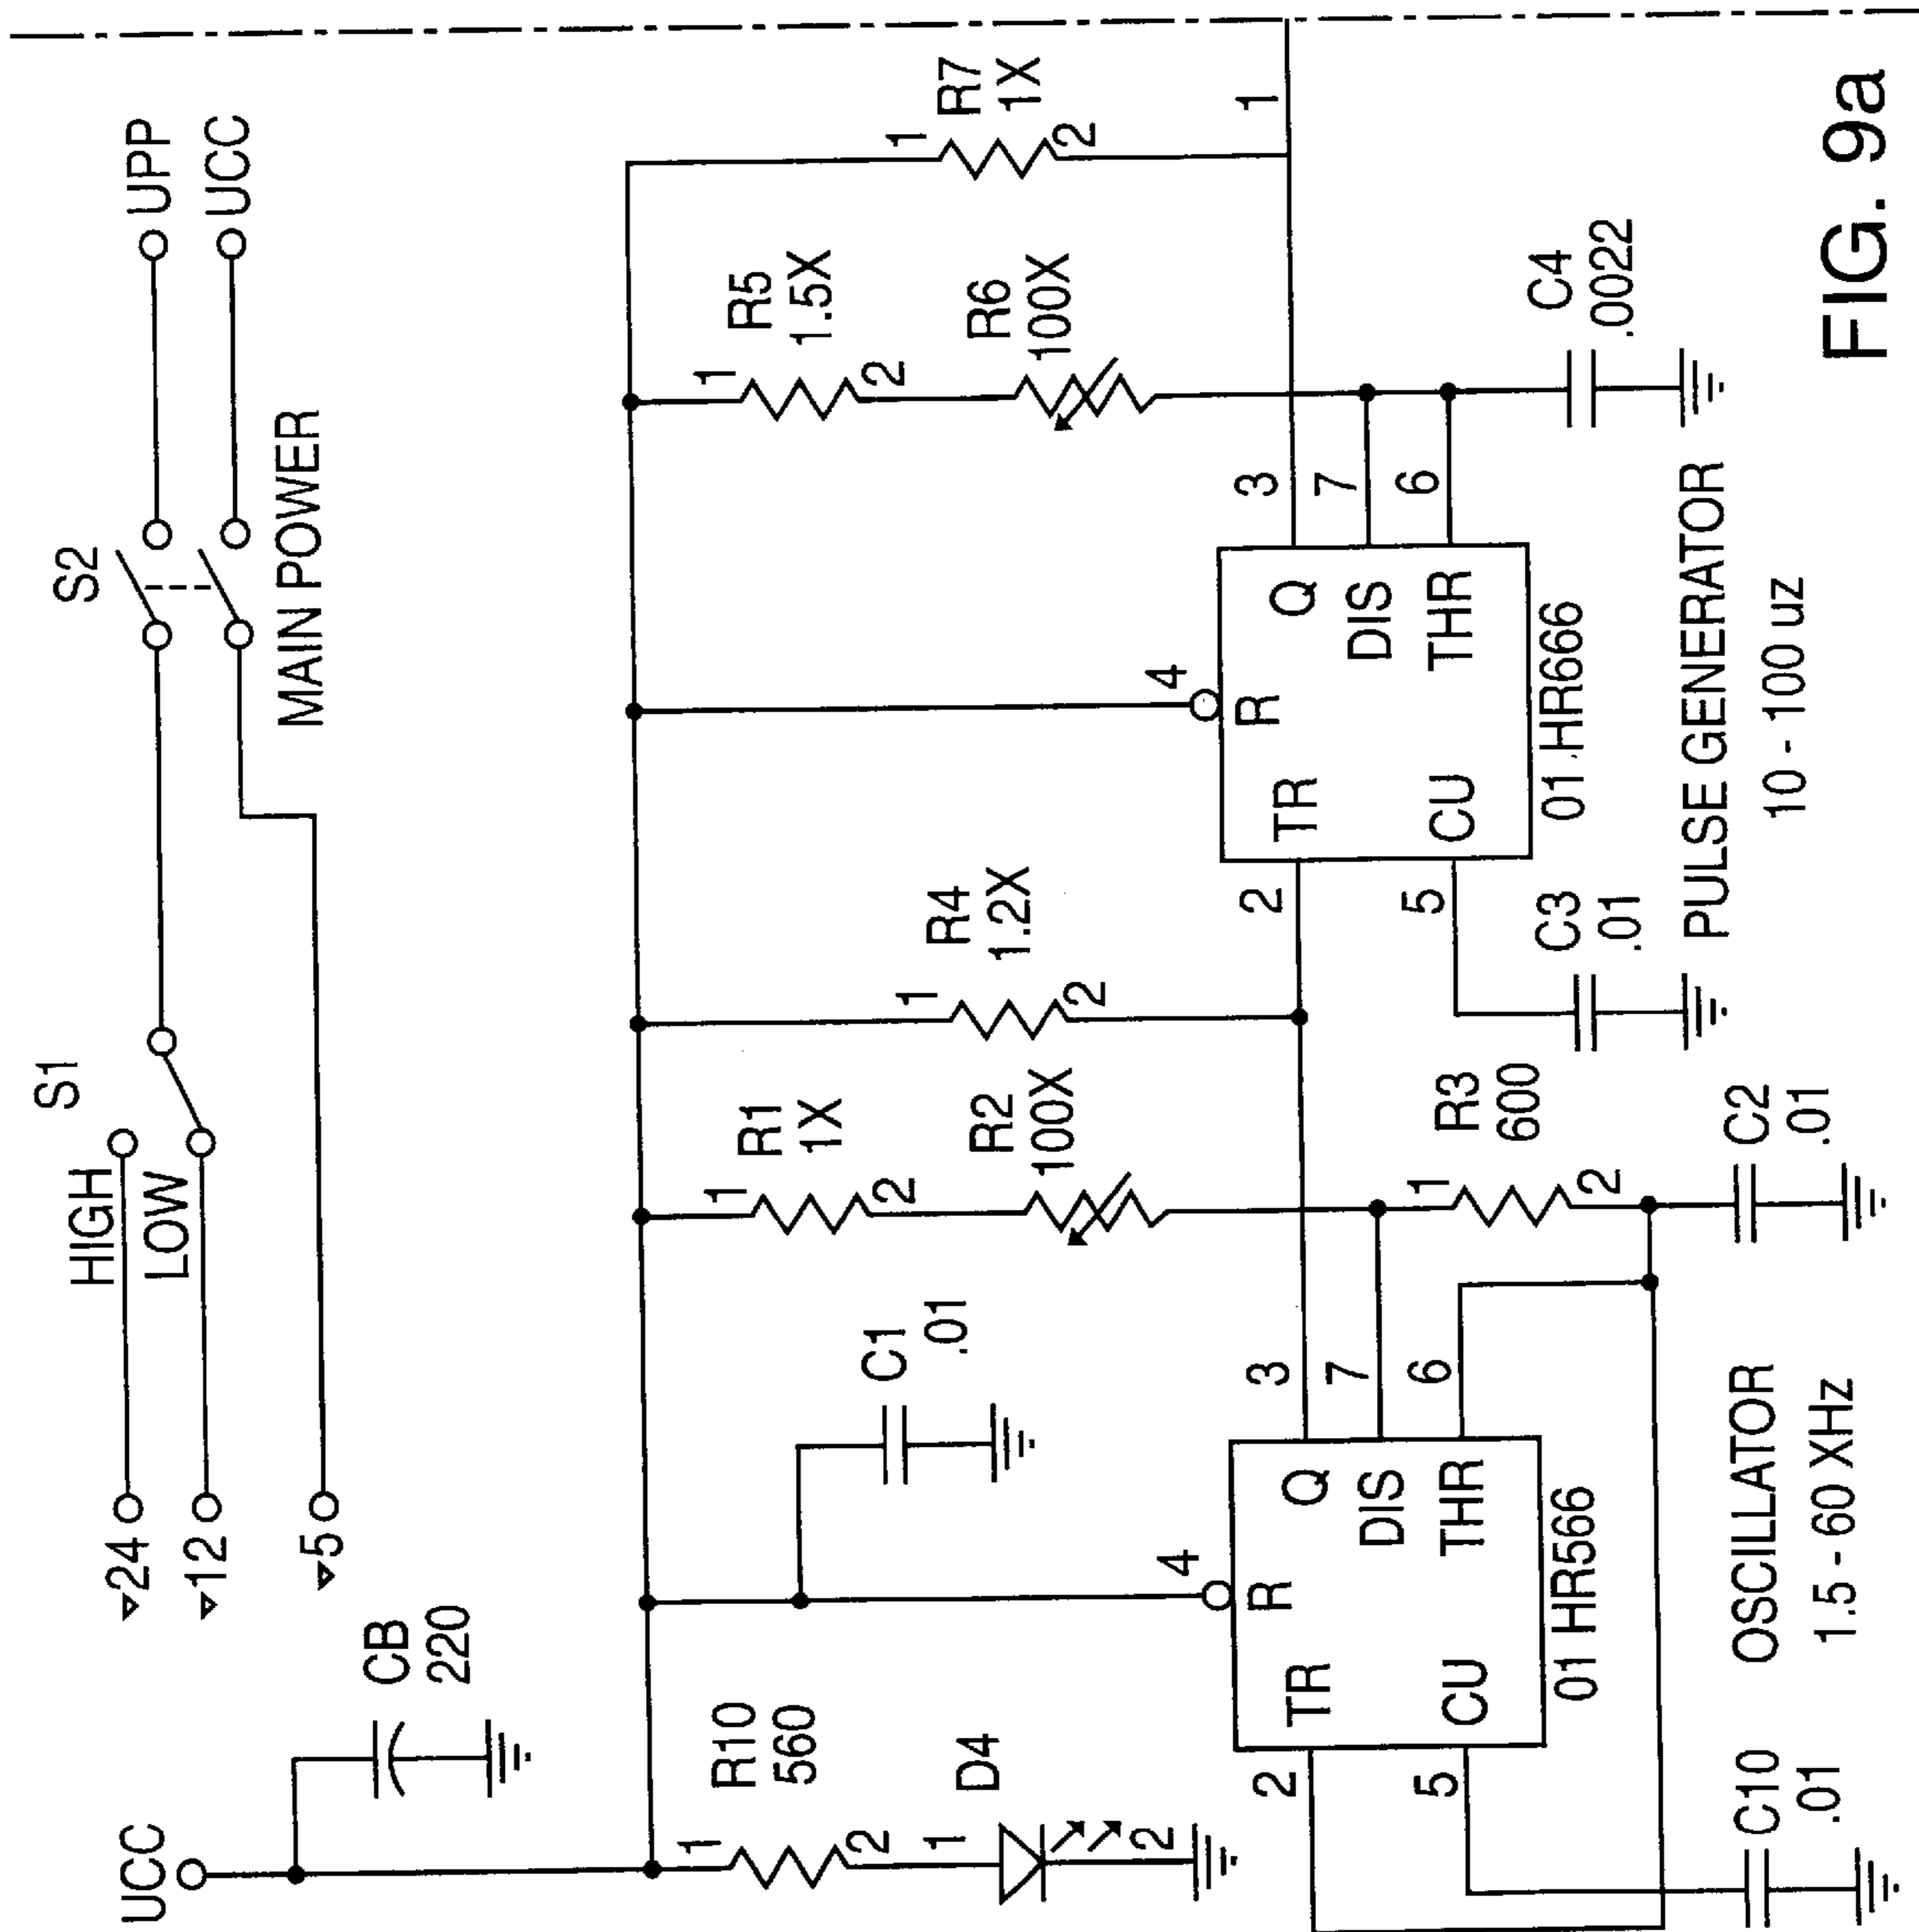 UCC
CB
220
▿24
▿12
▿5
HIGH
LOW
S1
S2
MAIN POWER
UPP
UCC
1
R10
560
2
1
D4
2
C1
.01
1
R1
1X
2
R2
100X
1
R4
1.2X
2
1
R5
1.5X
2
R6
100X
1
R7
1X
2
4
R
TR
Q
DIS
THR
CU
2
5
3
7
6
01 HR566
OSCILLATOR
1.5 - 60 XHz
C10
.01
1
R3
600
2
C2
.01
4
R
TR
Q
DIS
THR
CU
2
5
3
7
6
1
01 HR666
PULSE GENERATOR
10 - 100 uz
C3
.01
C4
.0022
FIG. 9a